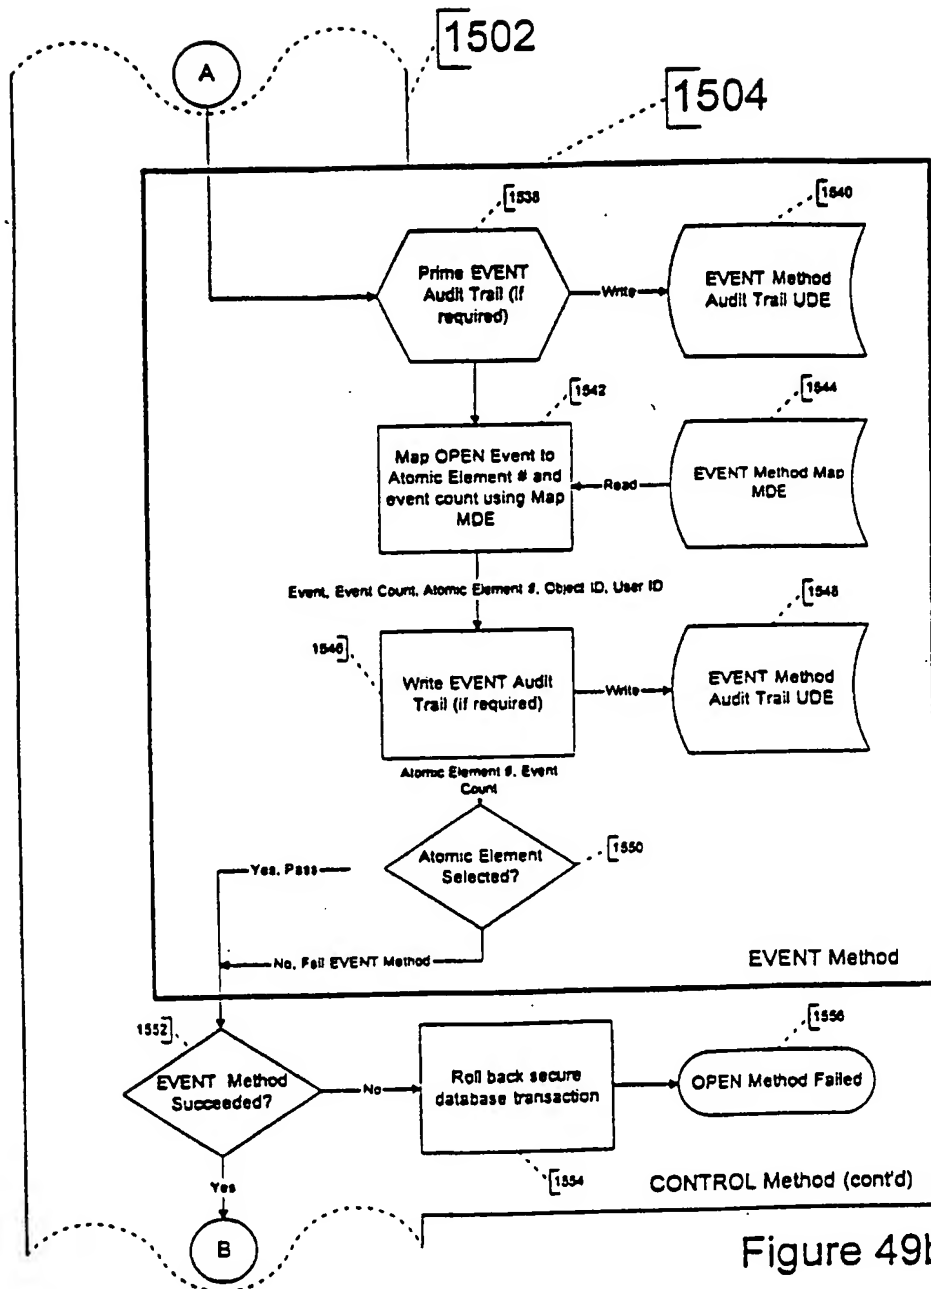 1502
A
1504
1538
1540
Prime EVENT
Audit Trail (if
required)
Write
EVENT Method
Audit Trail UDE
1542
1544
Map OPEN Event to
Atomic Element # and
event count using Map
MDE
Read
EVENT Method Map
MDE
Event, Event Count, Atomic Element #, Object ID, User ID
1546
1548
Write EVENT Audit
Trail (if required)
Write
EVENT Method
Audit Trail UDE
Atomic Element #, Event
Count
1550
Atomic Element
Selected?
Yes, Pass
No, Fail EVENT Method
EVENT Method
1552
1556
EVENT Method
Succeeded?
No
Roll back secure
database transaction
OPEN Method Failed
1554
Yes
CONTROL Method (cont'd)
B
Figure 49b